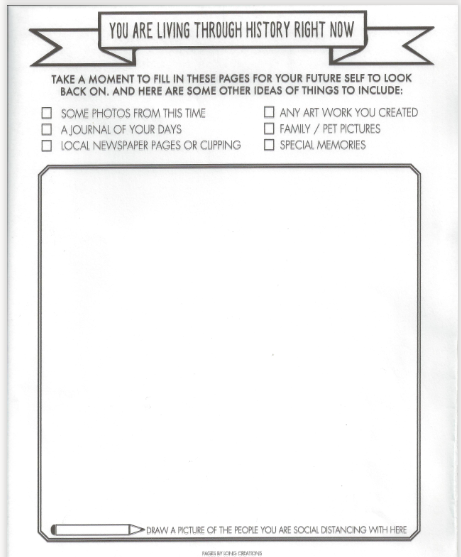 YOU ARE LIVING THROUGH HISTORY RIGHT NOW
TAKE A MOMENT TO FILL IN THESE PAGES FOR YOUR FUTURE SELF TO LOOK
BACK ON. AND HERE ARE SOME OTHER IDEAS OF THINGS TO INCLUDE:
SOME PHOTOS FROM THIS TIME
A JOURNAL OF YOUR DAYS
LOCAL NEWSPAPER PAGES OR CLIPPING
ANY ART WORK YOU CREATED
FAMILY / PET PICTURES
SPECIAL MEMORIES
DRAW A PICTURE OF THE PEOPLE YOU ARE SOCIAL DISTANCING WITH HERE
PAGES BY LONG CREATIONS